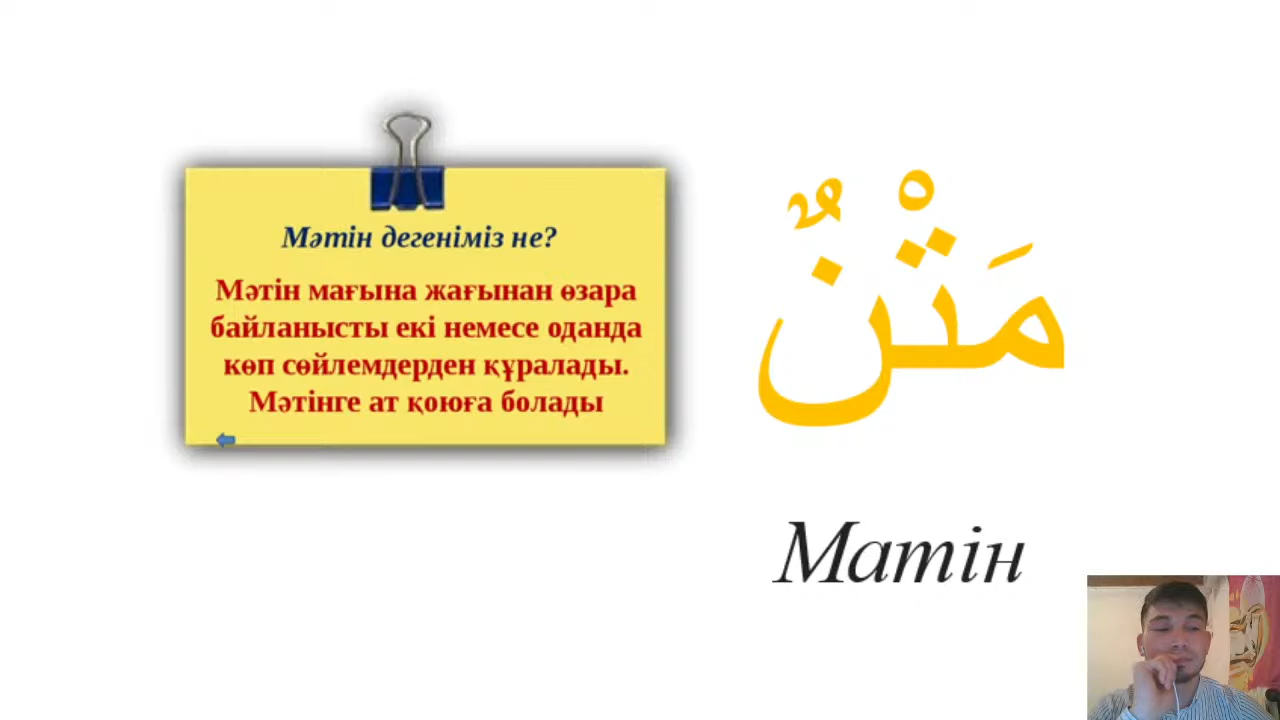 Мәтін дегеніміз не?
Мәтін мағына жағынан өзара
байланысты екі немесе оданда
көп сөйлемдерден құралады.
Мәтінге ат қоюға болады
مَتْنٌ
Матін